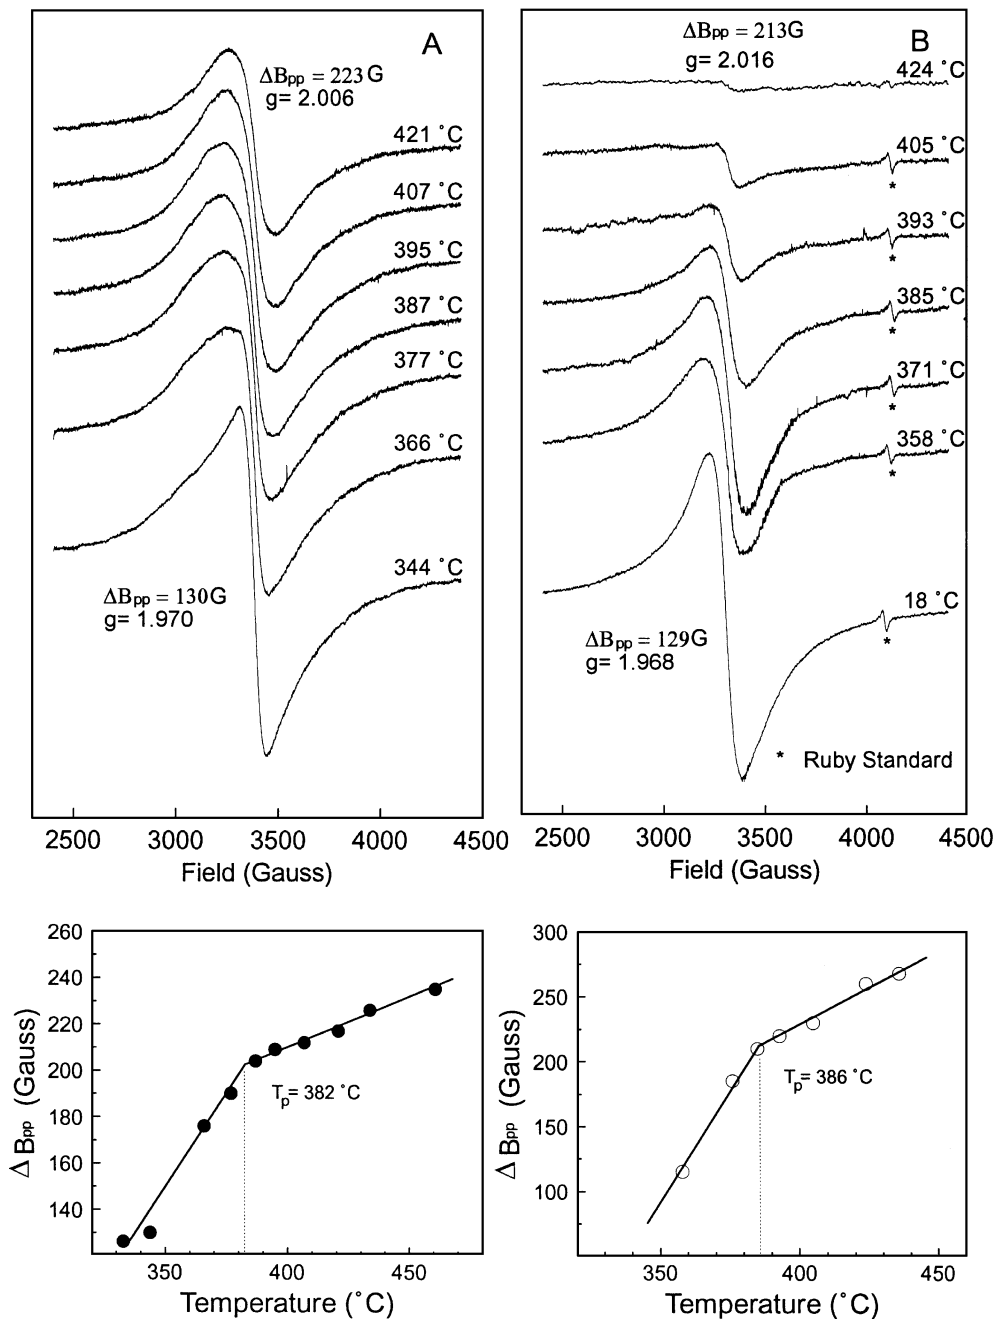 A
ΔBpp = 223G
g= 2.006
421 °C
407 °C
395 °C
387 °C
377 °C
366 °C
344 °C
ΔBpp = 130G
g= 1.970
2500 3000 3500 4000 4500
Field (Gauss)
B
ΔBpp = 213G
g= 2.016
424 °C
405 °C
*
393 °C
*
385 °C
*
371 °C
*
358 °C
*
18 °C
*
ΔBpp = 129G
g= 1.968
* Ruby Standard
2500 3000 3500 4000 4500
Field (Gauss)
260
240
220
200
180
160
140
Δ Bpp (Gauss)
Tp= 382 °C
350 400 450
Temperature (°C)
300
250
200
150
100
Δ Bpp (Gauss)
Tp= 386 °C
350 400 450
Temperature (°C)